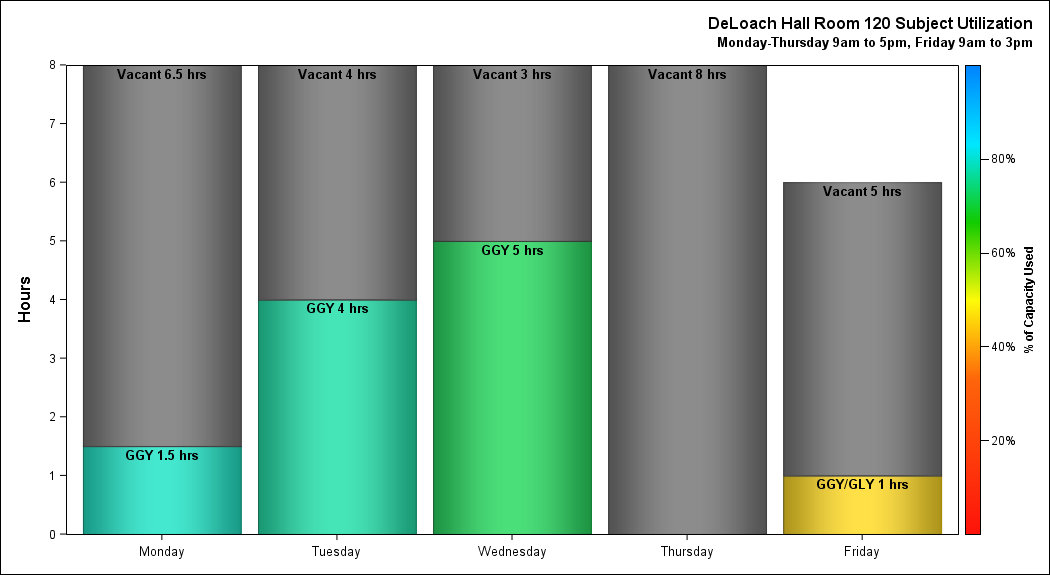 DeLoach Hall Room 120 Subject Utilization
Monday-Thursday 9am to 5pm, Friday 9am to 3pm
8
7
6
5
4
3
2
1
0
Hours
Vacant 6.5 hrs
GGY 1.5 hrs
Vacant 4 hrs
GGY 4 hrs
Vacant 3 hrs
GGY 5 hrs
Vacant 8 hrs
Vacant 5 hrs
GGY/GLY 1 hrs
Monday
Tuesday
Wednesday
Thursday
Friday
80%
60%
40%
20%
% of Capacity Used